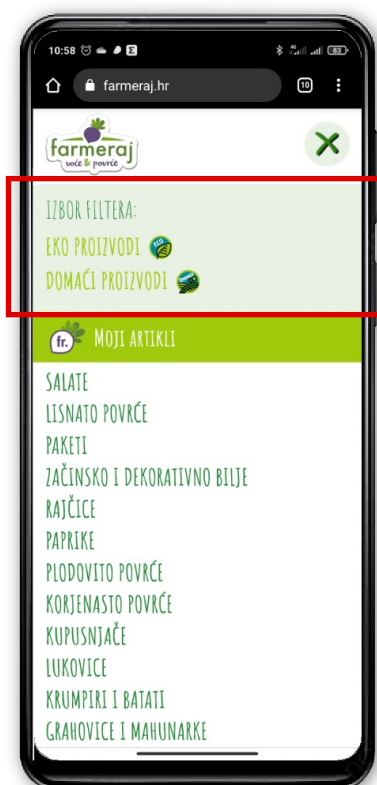 10:58
83
farmeraj.hr
10
farmeraj
voće & povrće
IZBOR FILTERA:
EKO PROIZVODI ECO
DOMAĆI PROIZVODI
fr. MOJI ARTIKLI
SALATE
LISNATO POVRĆE
PAKETI
ZAČINSKO I DEKORATIVNO BILJE
RAJČICE
PAPRIKE
PLODOVITO POVRĆE
KORJENASTO POVRĆE
KUPUSNJAČE
LUKOVICE
KRUMPIRI I BATATI
GRAHOVICE I MAHUNARKE